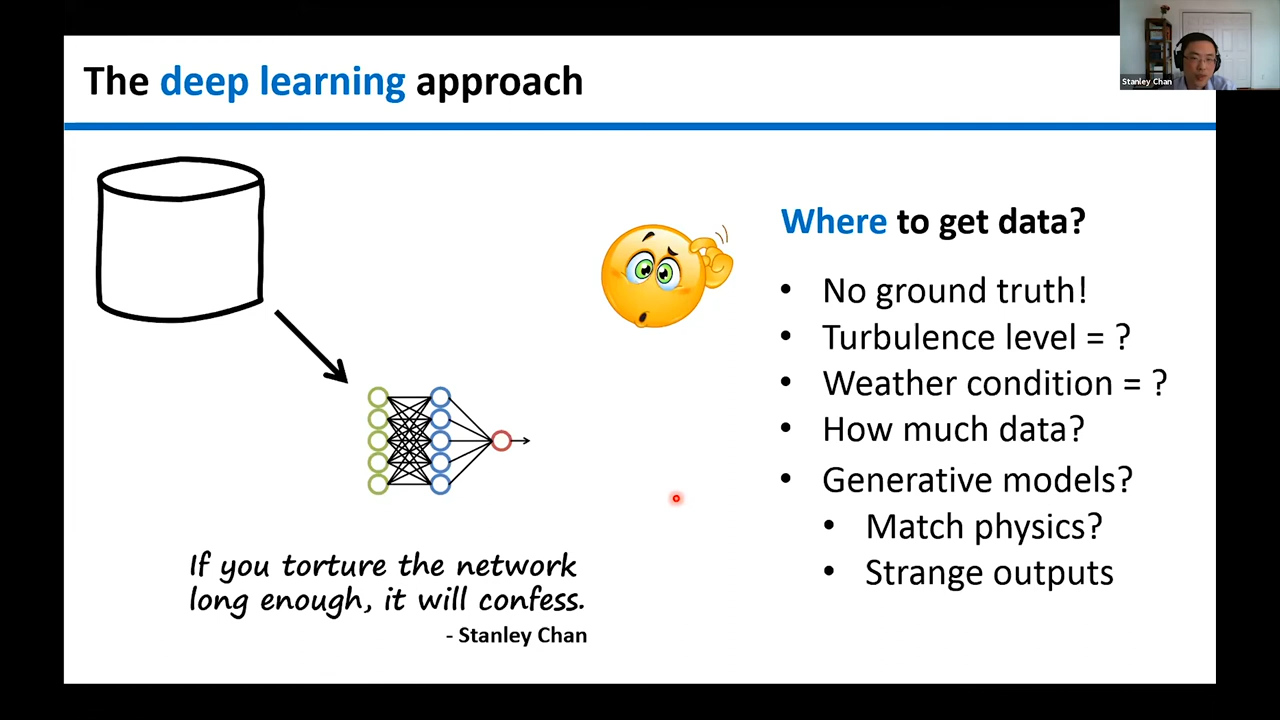 The deep learning approach
Stanley Chan
Where to get data?
• No ground truth!
• Turbulence level = ?
• Weather condition = ?
• How much data?
• Generative models?
• Match physics?
• Strange outputs
If you torture the network
long enough, it will confess.
- Stanley Chan